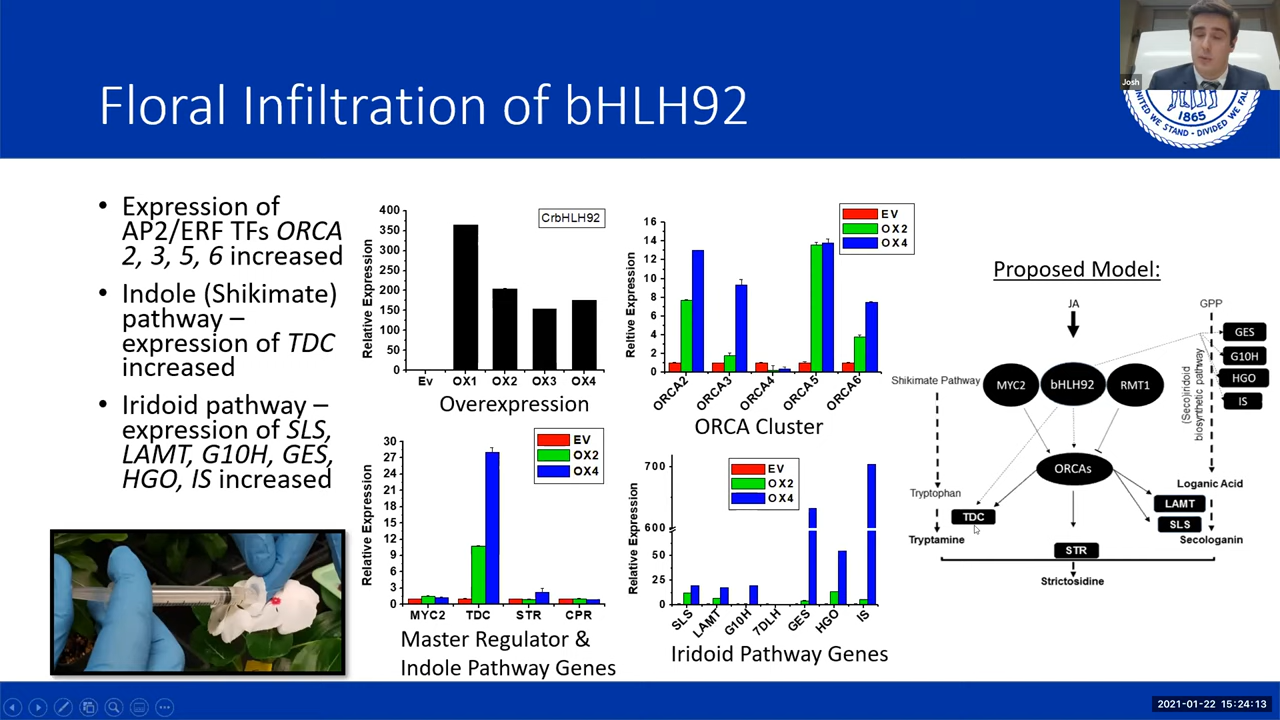 Josh
Floral Infiltration of bHLH92
1865
UNITED WE STAND • DIVIDED WE FALL
• Expression of
AP2/ERF TFs ORCA
2, 3, 5, 6 increased
• Indole (Shikimate)
pathway –
expression of TDC
increased
• Iridoid pathway –
expression of SLS,
LAMT, G10H, GES,
HGO, IS increased
CrbHLH92
Relative Expression
400
350
300
250
200
150
100
50
0
Ev OX1 OX2 OX3 OX4
Overexpression
EV
OX2
OX4
Reltive Expression
16
14
12
10
8
6
4
2
0
ORCA2 ORCA3 ORCA4 ORCA5 ORCA6
ORCA Cluster
EV
OX2
OX4
Relative Expression
30
27
24
21
18
15
12
9
6
3
0
MYC2 TDC STR CPR
Master Regulator &
Indole Pathway Genes
EV
OX2
OX4
Relative Expression
700
600
50
25
0
SLS LAMT G10H 7DLH GES HGO IS
Iridoid Pathway Genes
Proposed Model:
JA
GPP
GES
G10H
HGO
IS
Shikimate Pathway
MYC2
bHLH92
RMT1
(Seco)iridoid
biosynthetic pathway
ORCAs
Loganic Acid
Tryptophan
LAMT
TDC
SLS
Tryptamine
Secologanin
STR
Strictosidine
2021-01-22 15:24:13